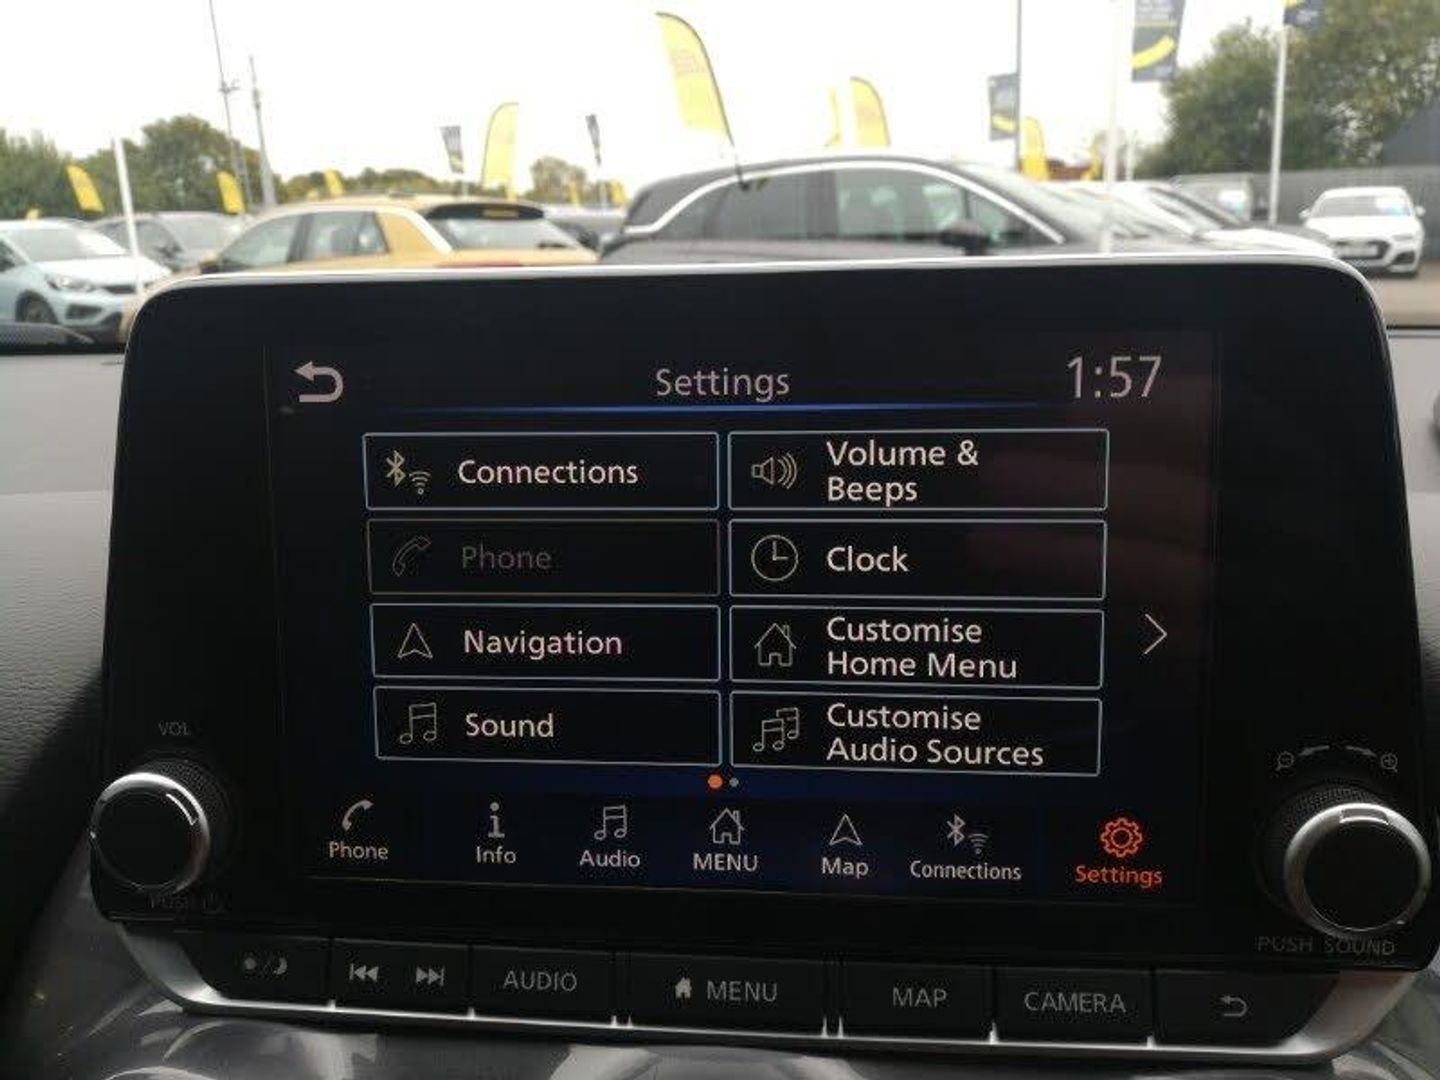 Settings
1:57
Connections
Volume &
Beeps
Phone
Clock
Navigation
Customise
Home Menu
Sound
Customise
Audio Sources
Phone
Info
Audio
MENU
Map
Connections
Settings
VOL
PUSH
PUSH SOUND
AUDIO
MENU
MAP
CAMERA